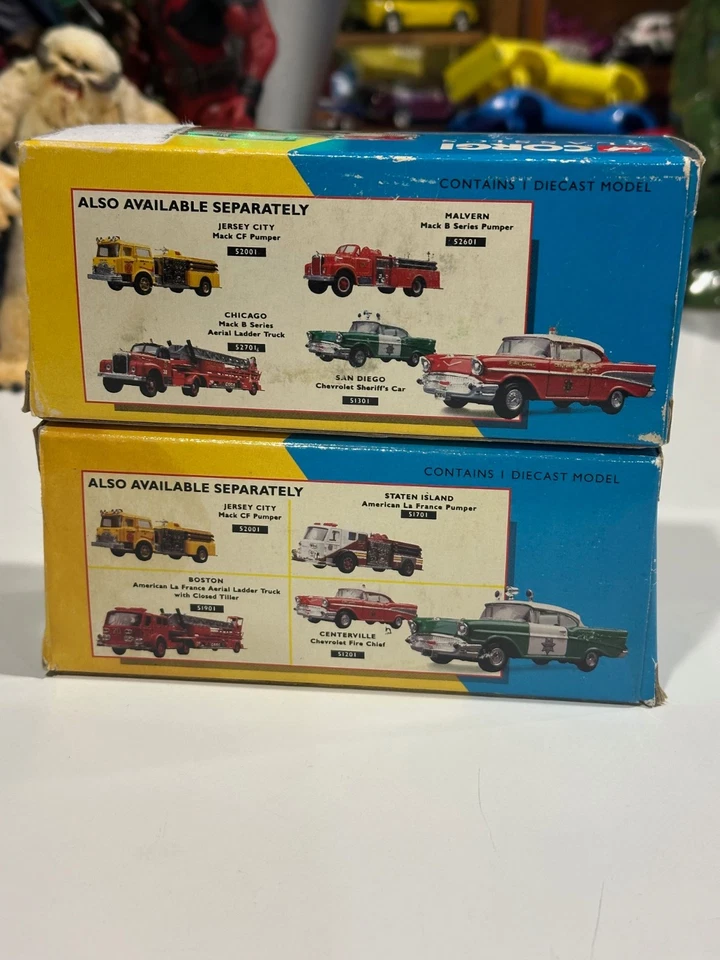 CORGI
CONTAINS 1 DIECAST MODEL
ALSO AVAILABLE SEPARATELY
JERSEY CITY
Mack CF Pumper
52001
MALVERN
Mack B Series Pumper
52601
CHICAGO
Mack B Series
Aerial Ladder Truck
52701
SAN DIEGO
Chevrolet Sheriff's Car
51301
CONTAINS 1 DIECAST MODEL
ALSO AVAILABLE SEPARATELY
JERSEY CITY
Mack CF Pumper
52001
STATEN ISLAND
American La France Pumper
51701
BOSTON
American La France Aerial Ladder Truck
with Closed Tiller
51901
CENTERVILLE
Chevrolet Fire Chief
51201